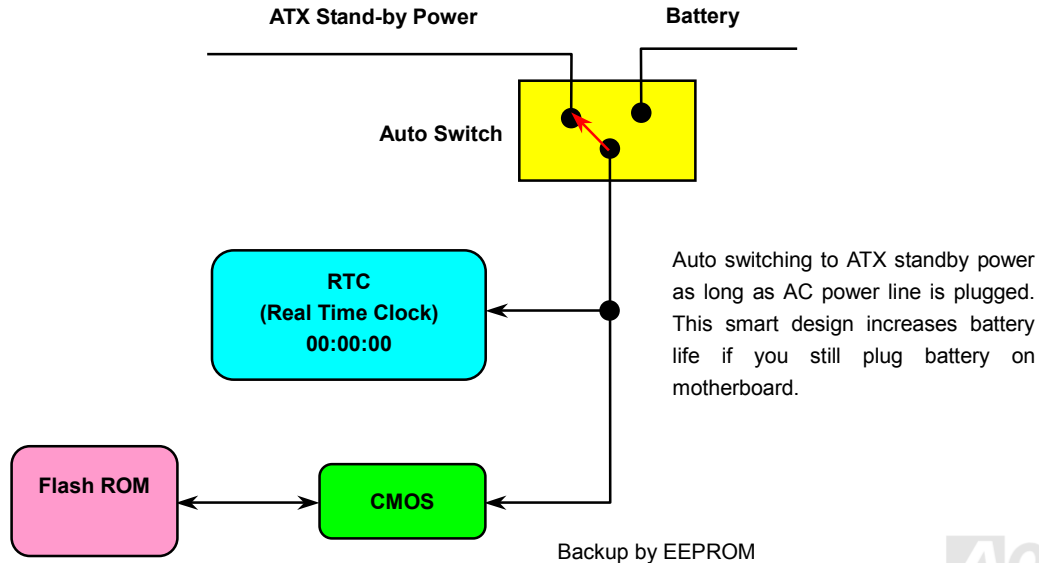 ATX Stand-by Power
Battery
Auto Switch
RTC
(Real Time Clock)
00:00:00
Auto switching to ATX standby power
as long as AC power line is plugged.
This smart design increases battery
life if you still plug battery on
motherboard.
Flash ROM
CMOS
Backup by EEPROM